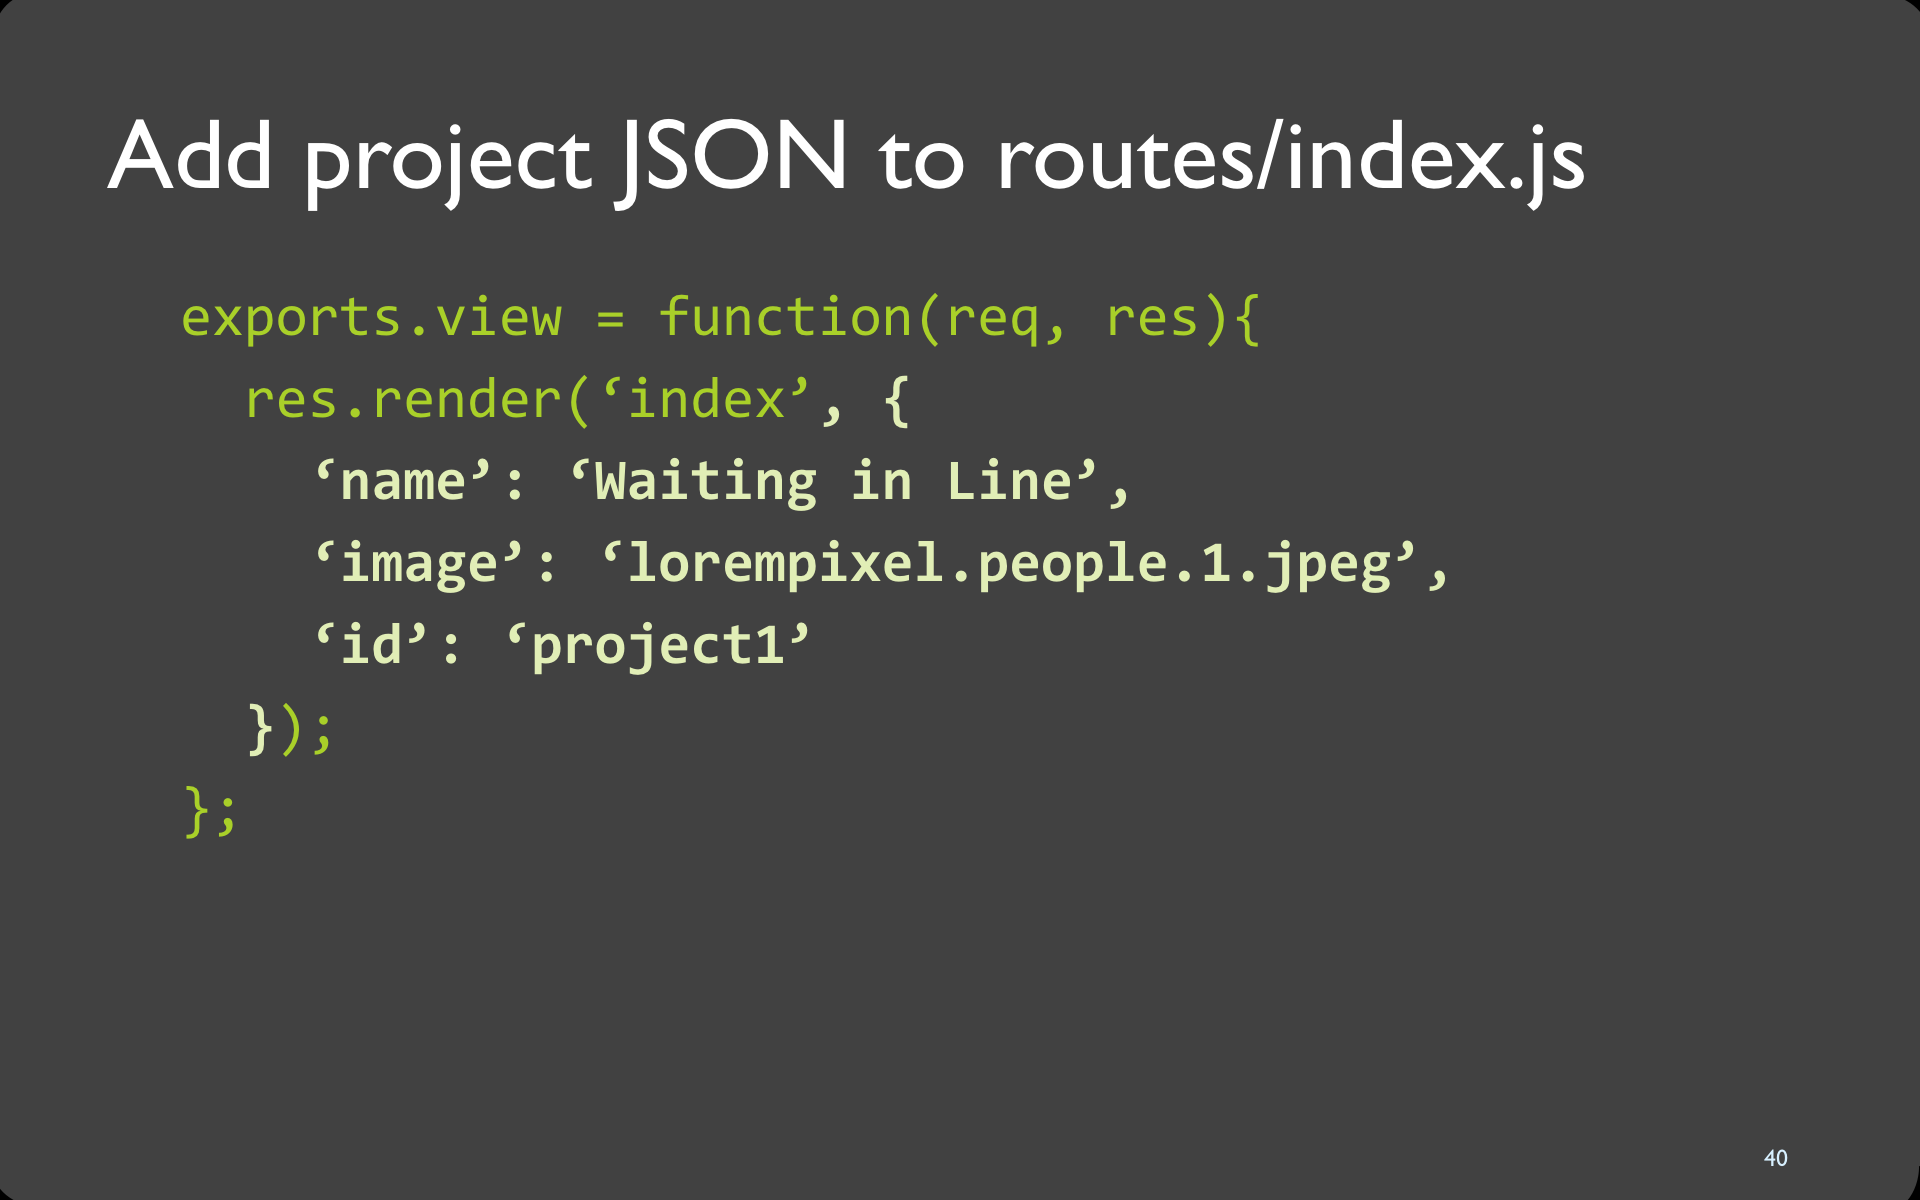 Add project JSON to routes/index.js
exports.view = function(req, res){
res.render(‘index’, {
‘name’: ‘Waiting in Line’,
‘image’: ‘lorempixel.people.1.jpeg’,
‘id’: ‘project1’
});
};
40